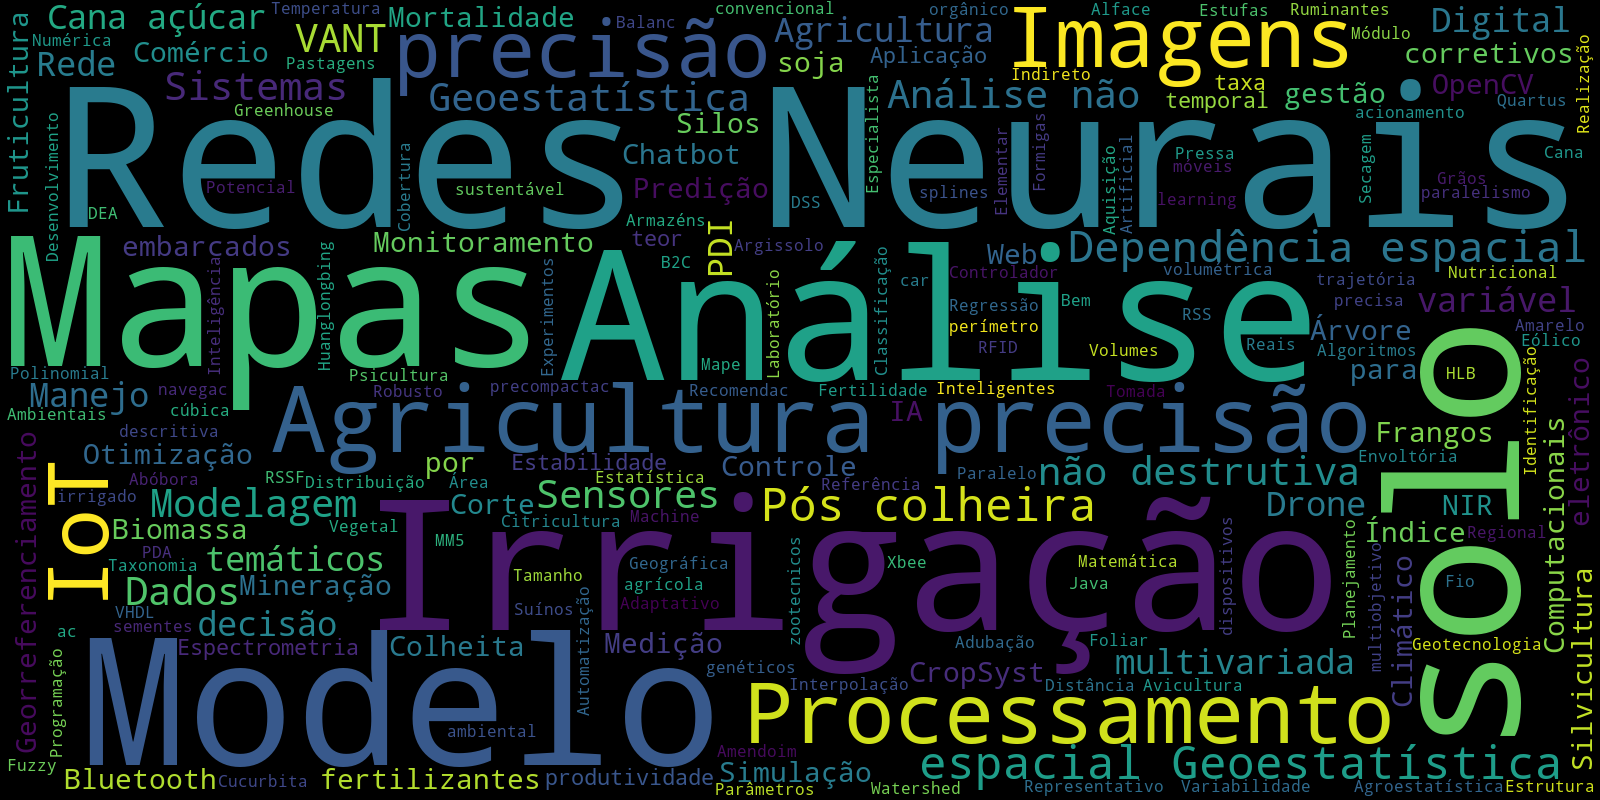 Temperatura
convencional
orgânico
Alface
Estufas
Ruminantes
Cana açúcar
Mortalidade
Balanc
Agricultura
Imagens
Digital
Fruticultura
Numérica
VANT
precisão
Módulo
Comércio
Pastagens
Aplicação
corretivos
Realização
Rede
soja
Indireto
taxa
OpenCV
Sistemas
Geoestatística
Análise não
temporal
gestão
Quartus
Greenhouse
Silos
acionamento
Redes Neurais
Desenvolvimento
Cobertura
Chatbot
Especialista
Elementar
Formigas
Aquisição
Artificial
Pressa
móveis
Secagem
Cana
Potencial
sustentável
Predição
DSS
splines
learning
Grãos
paralelismo
DEA
Armazéns
embarcados
Monitoramento
teor
PDI
Argissolo
Web
Dependência espacial
Mapas
Análise
Inteligência
Huanglongbing
Experimentos
B2C
Laboratório
Classificação
car
Controlador
volumétrica
trajetória
Nutricional
Regressão
Bem
precisa
variável
perímetro
RSS
Árvore
Amarelo
RFID
Volumes
Reais
Algoritmos
Eólico
Polinomial
Psicultura
Mape
para
HLB
solo
Identificação
Manejo
navegac
Robusto
precompactac
Recomendac
Fertilidade
Inteligentes
Tomada
Ambientais
cúbica
Agricultura precisão
IA
eletrônico
descritiva
Frangos
Georreferenciamento
Otimização
por
Estabilidade
Controle
Envoltória
Computacionais
IoT
Abóbora
RSSF
Distribuição
Área
Estatística
Referência
Paralelo
não destrutiva
irrigado
Modelagem
Corte
Sensores
Pós colheira
Drone
NIR
Biomassa
Vegetal
Citricultura
Machine
Irrigação
Índice
Regional
PDA
MM5
zootecnicos
Planejamento
Taxonomia
temáticos
Tamanho
Geográfica
Xbee
Matemática
dispositivos
multiobjetivo
Climático
Silvicultura
Dados
Mineração
agrícola
Java
Fio
VHDL
Suínos
Adaptativo
sementes
decisão
Automatização
ac
Programação
Espectrometria
Colheita
Medição
Adubação
Foliar
Geotecnologia
Modelo
genéticos
CropSyst
multivariada
Interpolação
Distância
Avicultura
Processamento
ambiental
Fuzzy
Amendoim
Bluetooth
Cucurbita
fertilizantes
produtividade
Simulação
espacial Geoestatística
Parâmetros
Watershed
Representativo
Variabilidade
Agroestatística
Estrutura